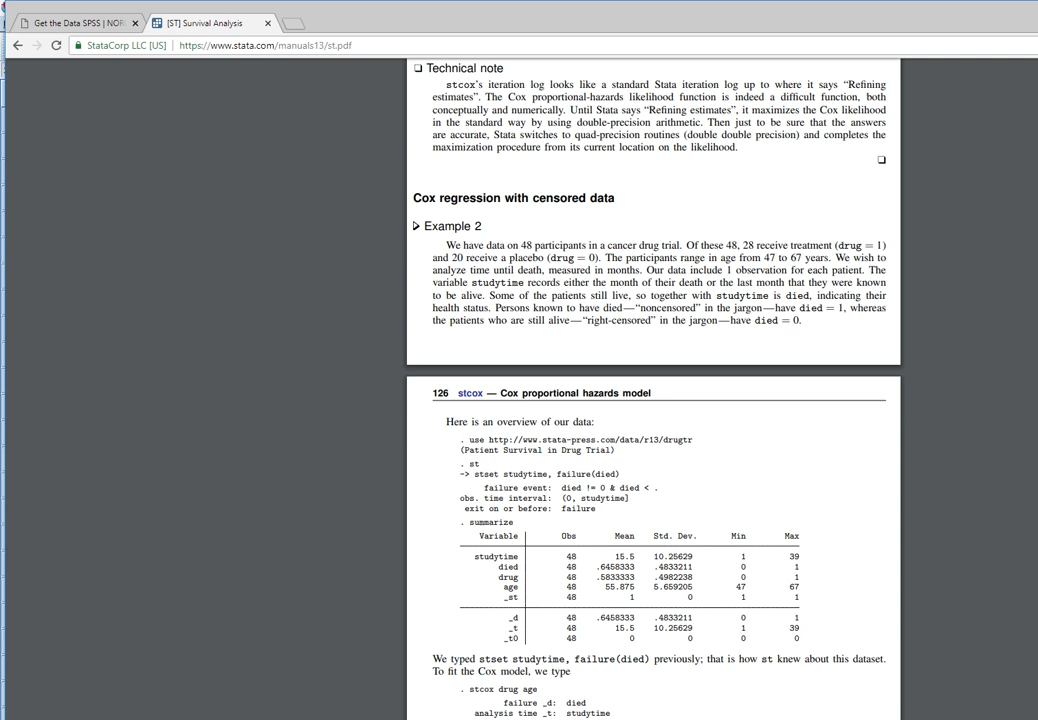 Get the Data SPSS | NOR
[ST] Survival Analysis
StataCorp LLC [US] | https://www.stata.com/manuals13/st.pdf
Technical note
stcox's iteration log looks like a standard Stata iteration log up to where it says “Refining
estimates”. The Cox proportional-hazards likelihood function is indeed a difficult function, both
conceptually and numerically. Until Stata says “Refining estimates”, it maximizes the Cox likelihood
in the standard way by using double-precision arithmetic. Then just to be sure that the answers
are accurate, Stata switches to quad-precision routines (double double precision) and completes the
maximization procedure from its current location on the likelihood.
Cox regression with censored data
Example 2
We have data on 48 participants in a cancer drug trial. Of these 48, 28 receive treatment (drug = 1)
and 20 receive a placebo (drug = 0). The participants range in age from 47 to 67 years. We wish to
analyze time until death, measured in months. Our data include 1 observation for each patient. The
variable studytime records either the month of their death or the last month that they were known
to be alive. Some of the patients still live, so together with studytime is died, indicating their
health status. Persons known to have died—“noncensored” in the jargon—have died = 1, whereas
the patients who are still alive—“right-censored” in the jargon—have died = 0.
126 stcox — Cox proportional hazards model
Here is an overview of our data:
. use http://www.stata-press.com/data/r13/drugtr
(Patient Survival in Drug Trial)
. st
-> stset studytime, failure(died)
failure event: died != 0 & died < .
obs. time interval: (0, studytime]
exit on or before: failure
. summarize
Variable Obs Mean Std. Dev. Min Max
studytime 48 15.5 10.25629 1 39
died 48 .6458333 .4833211 0 1
drug 48 .5833333 .4982238 0 1
age 48 55.875 5.659205 47 67
_st 48 1 0 1 1
_d 48 .6458333 .4833211 0 1
_t 48 15.5 10.25629 1 39
_t0 48 0 0 0 0
We typed stset studytime, failure(died) previously; that is how st knew about this dataset.
To fit the Cox model, we type
. stcox drug age
failure _d: died
analysis time _t: studytime